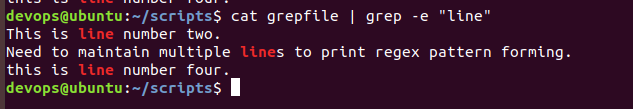 devops@ubuntu:~/scripts$ cat grepfile | grep -e "line"
This is line number two.
Need to maintain multiple lines to print regex pattern forming.
this is line number four.
devops@ubuntu:~/scripts$